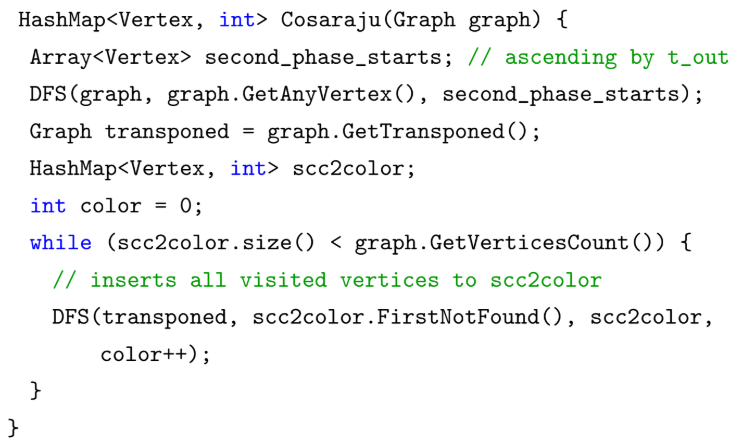 HashMap<Vertex, int> Cosaraju(Graph graph) {
Array<Vertex> second_phase_starts; // ascending by t_out
DFS(graph, graph.GetAnyVertex(), second_phase_starts);
Graph transponed = graph.GetTransponed();
HashMap<Vertex, int> scc2color;
int color = 0;
while (scc2color.size() < graph.GetVerticesCount()) {
// inserts all visited vertices to scc2color
DFS(transponed, scc2color.FirstNotFound(), scc2color,
color++);
}
}